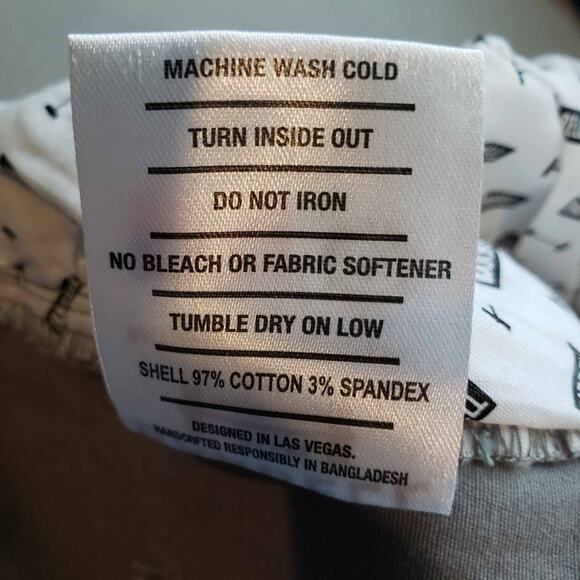 MACHINE WASH COLD
TURN INSIDE OUT
DO NOT IRON
NO BLEACH OR FABRIC SOFTENER
TUMBLE DRY ON LOW
SHELL 97% COTTON 3% SPANDEX
DESIGNED IN LAS VEGAS.
HANDCRFTED RESPONSIBLY IN BANGLADESH